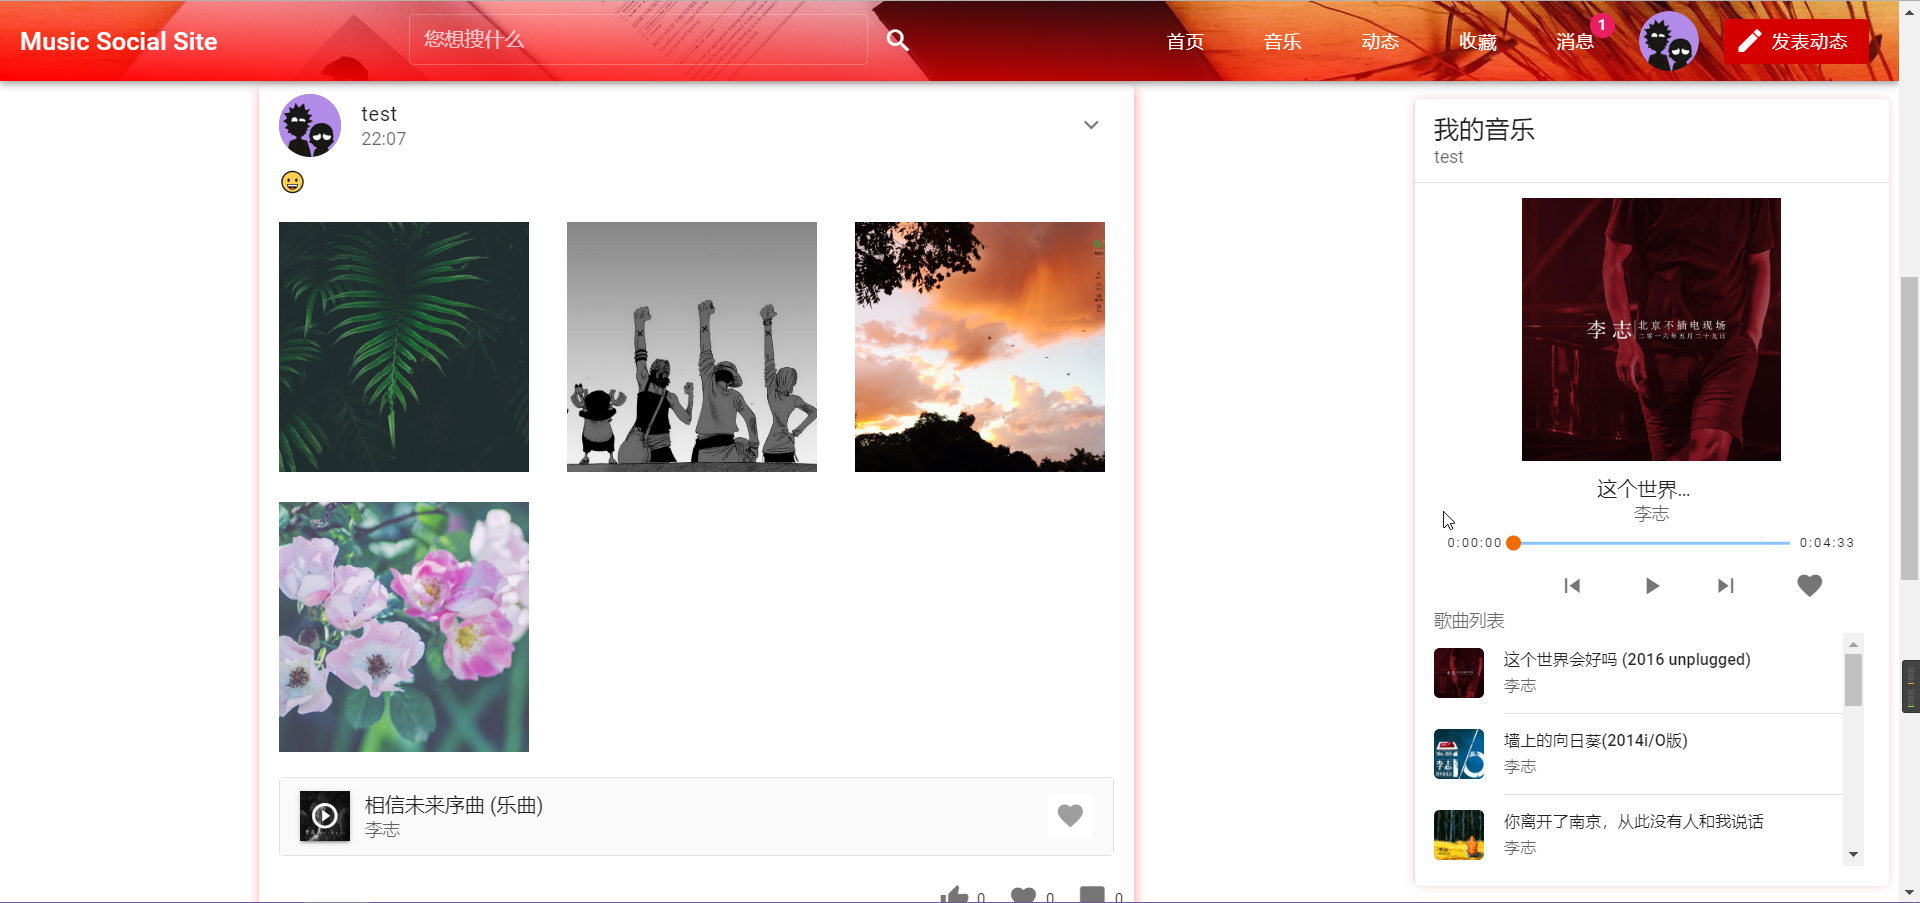 Music Social Site
您想搜什么
首页
音乐
动态
收藏
消息
1
发表动态
test
22:07
相信未来序曲 (乐曲)
李志
0
0
0
我的音乐
test
李志
北京不插电现场
二零一六年五月二十九日
这个世界...
李志
0:00:00
0:04:33
歌曲列表
这个世界会好吗 (2016 unplugged)
李志
墙上的向日葵(2014i/O版)
李志
你离开了南京，从此没有人和我说话
李志